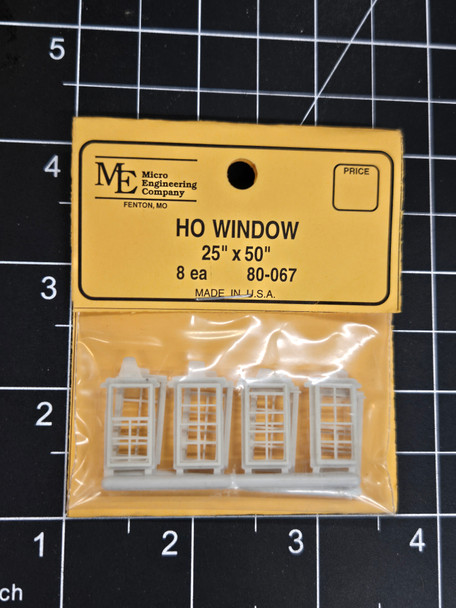 5
4
ME Micro
Engineering
Company
FENTON, MO
PRICE
HO WINDOW
25" x 50"
8 ea 80-067
MADE IN U.S.A.
3
2
1 2 3 4
ch